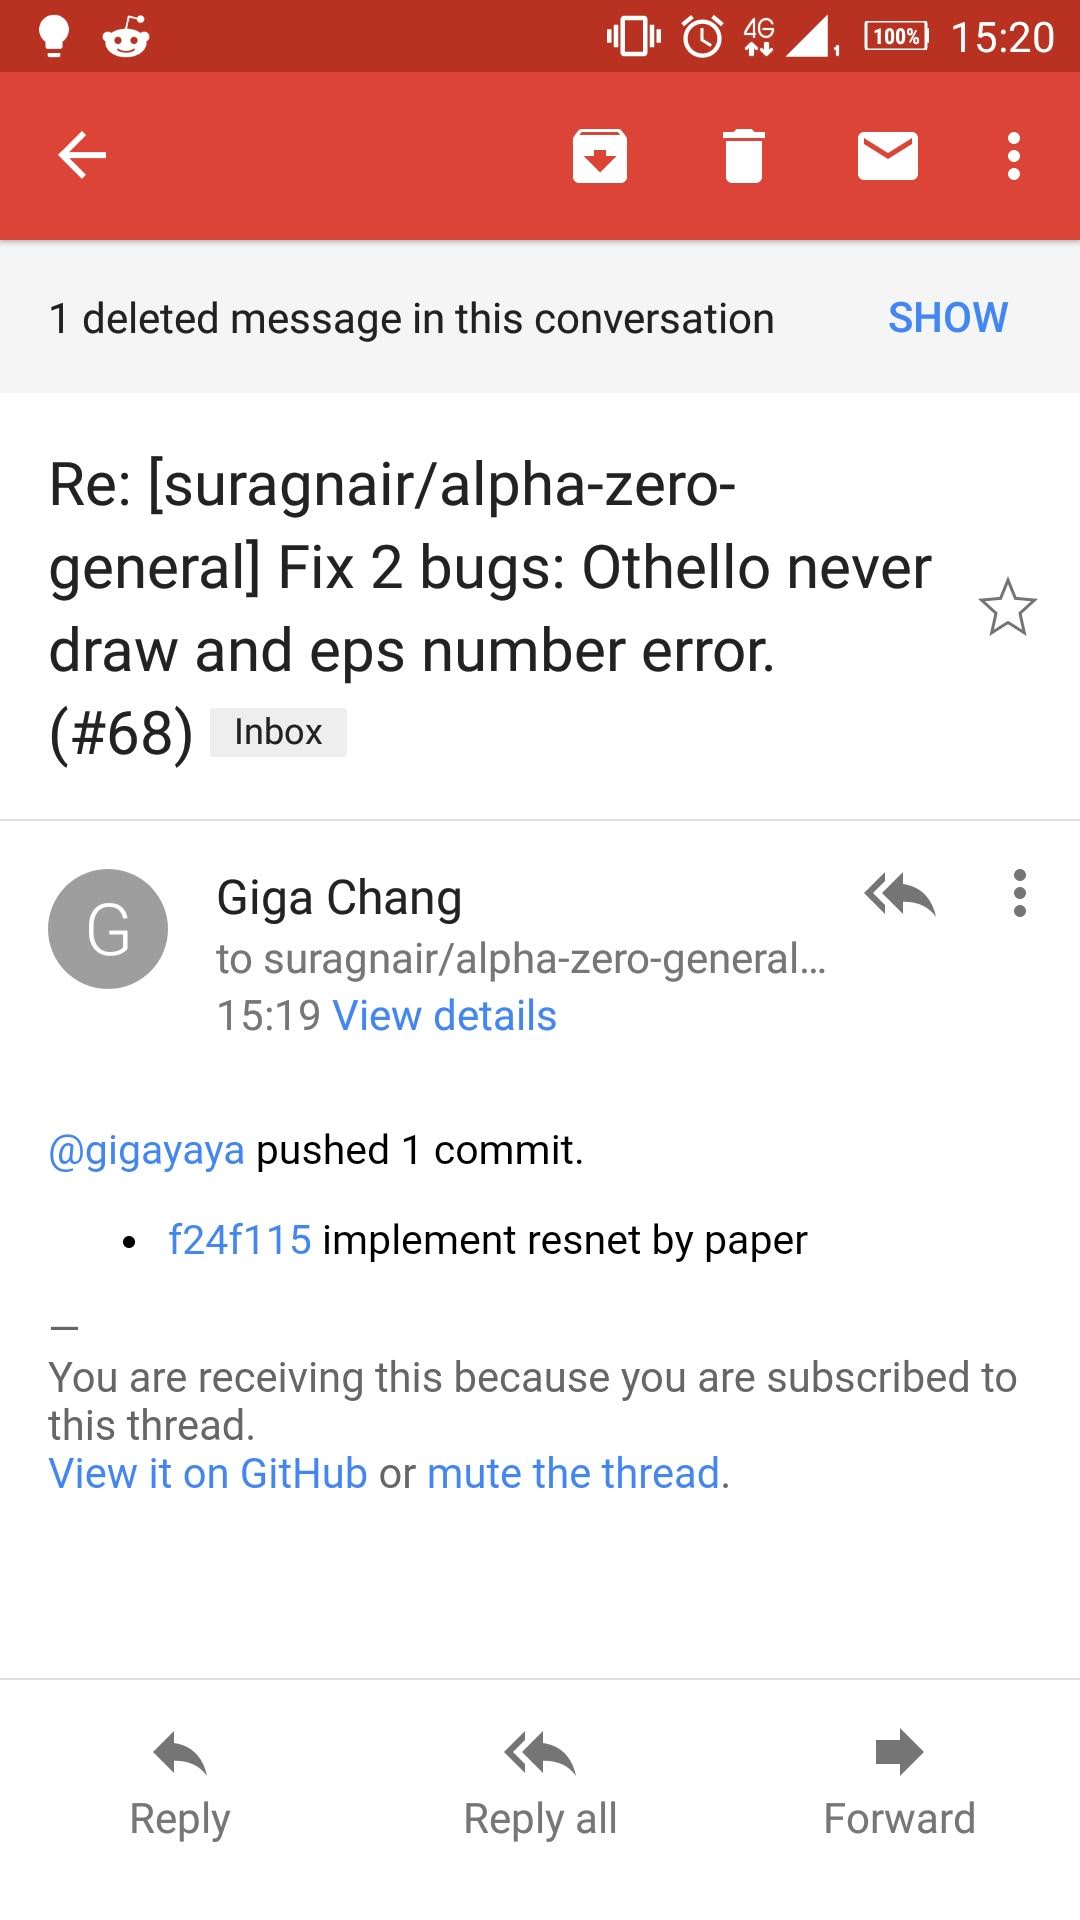 4G
100%
15:20
1 deleted message in this conversation
SHOW
Re: [suragnair/alpha-zero-
general] Fix 2 bugs: Othello never
draw and eps number error.
(#68) Inbox
G
Giga Chang
to suragnair/alpha-zero-general...
15:19 View details
@gigayaya pushed 1 commit.
• f24f115 implement resnet by paper
—
You are receiving this because you are subscribed to
this thread.
View it on GitHub or mute the thread.
Reply
Reply all
Forward